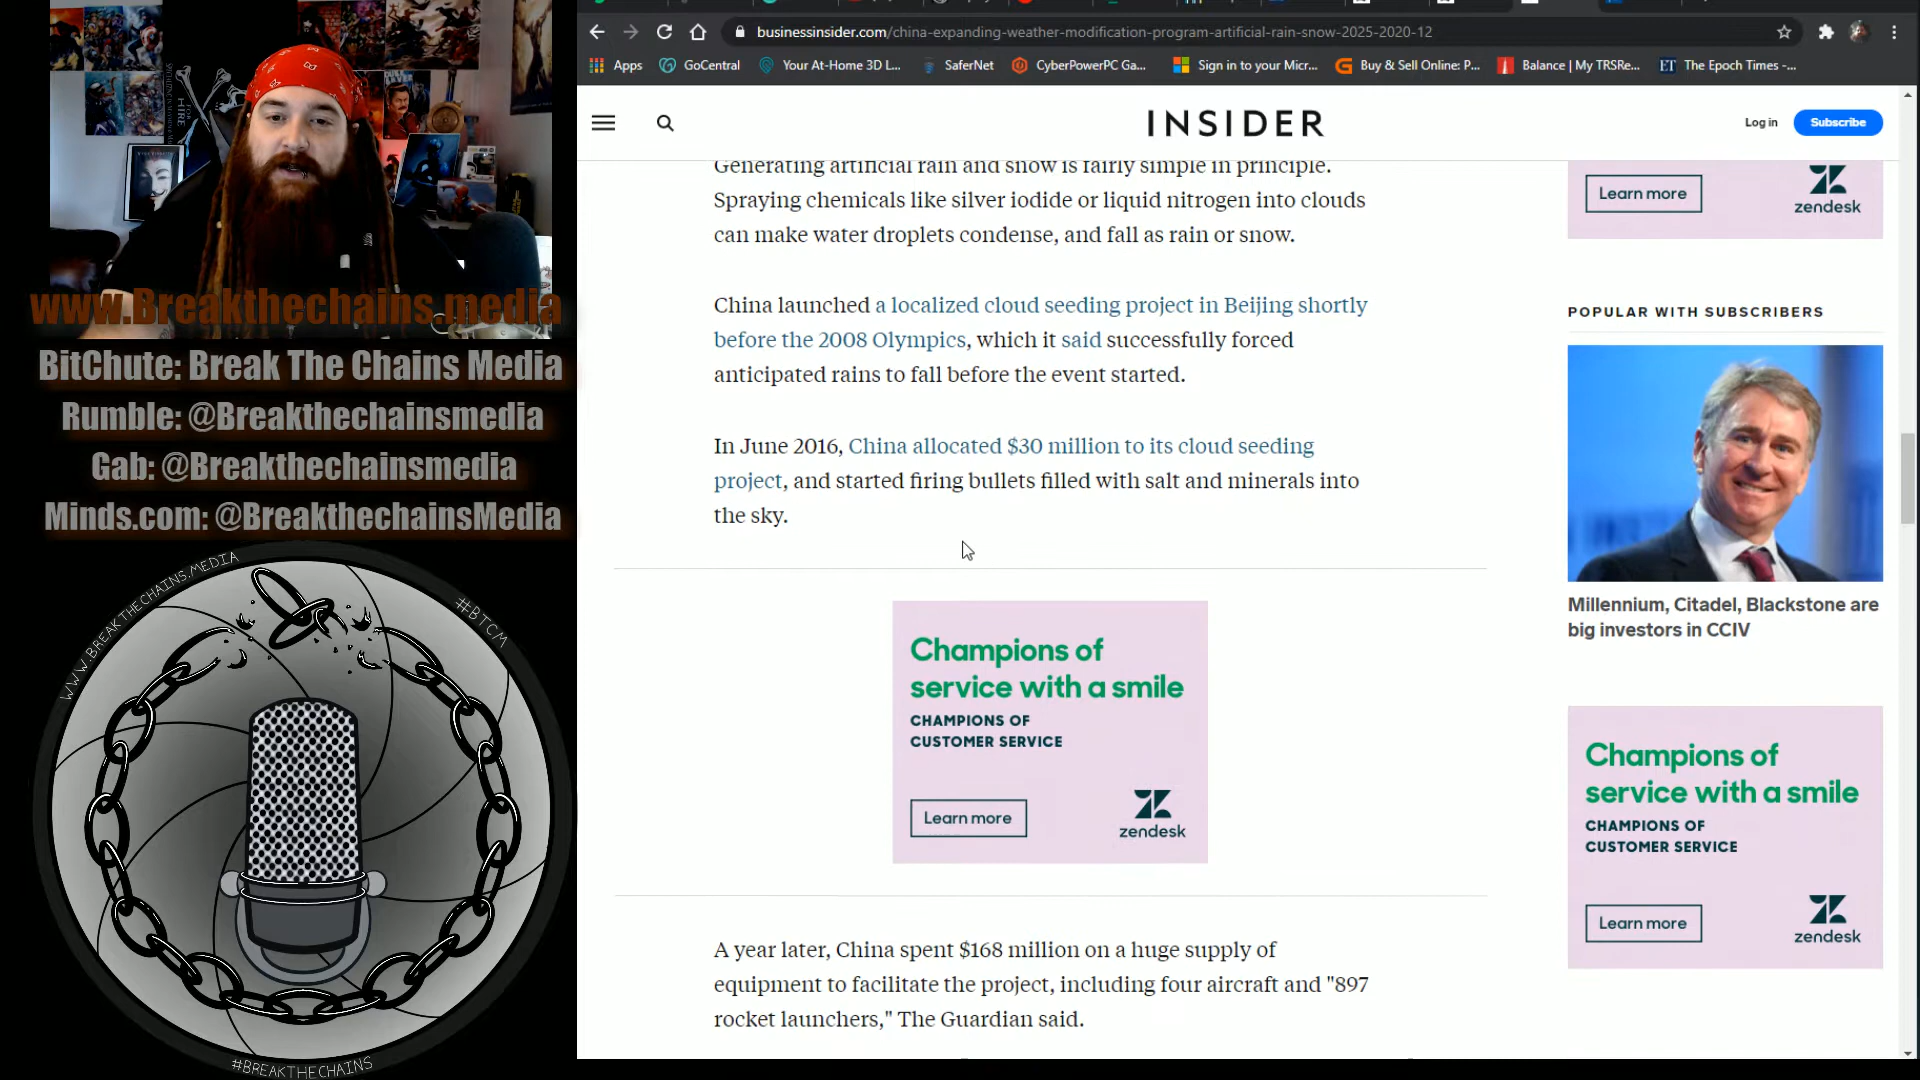 businessinsider.com/china-expanding-weather-modification-program-artificial-rain-snow-2025-2020-12
Apps
GoCentral
Your At-Home 3D L...
SaferNet
CyberPowerPC Ga...
Sign in to your Micr...
Buy & Sell Online: P...
Balance | My TRSRe...
ET
The Epoch Times -...
INSIDER
Log in
Subscribe
Generating artificial rain and snow is fairly simple in principle.
Spraying chemicals like silver iodide or liquid nitrogen into clouds
can make water droplets condense, and fall as rain or snow.
China launched a localized cloud seeding project in Beijing shortly
before the 2008 Olympics, which it said successfully forced
anticipated rains to fall before the event started.
In June 2016, China allocated $30 million to its cloud seeding
project, and started firing bullets filled with salt and minerals into
the sky.
Champions of
service with a smile
CHAMPIONS OF
CUSTOMER SERVICE
Learn more
zendesk
A year later, China spent $168 million on a huge supply of
equipment to facilitate the project, including four aircraft and "897
rocket launchers," The Guardian said.
Learn more
zendesk
POPULAR WITH SUBSCRIBERS
Millennium, Citadel, Blackstone are
big investors in CCIV
Champions of
service with a smile
CHAMPIONS OF
CUSTOMER SERVICE
Learn more
zendesk
www.Breakthechains.media
BitChute: Break The Chains Media
Rumble: @Breakthechainsmedia
Gab: @Breakthechainsmedia
Minds.com: @BreakthechainsMedia
WWW.BREAKTHECHAINS.MEDIA
#BTCM
#BREAKTHECHAINS